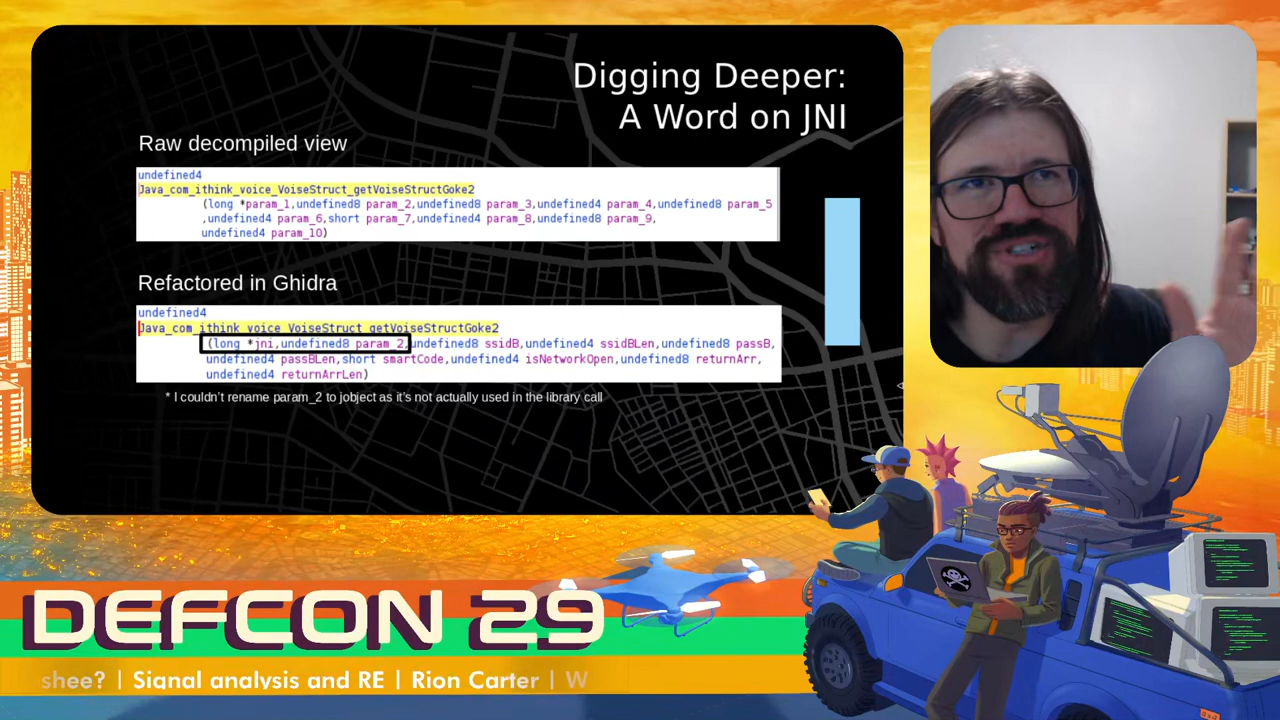 Digging Deeper:
A Word on JNI
Raw decompiled view
undefined4
Java_com_ithink_voice_VoiseStruct_getVoiseStructGoke2
(long *param_1,undefined8 param_2,undefined8 param_3,undefined4 param_4,undefined8 param_5
,undefined4 param_6,short param_7,undefined4 param_8,undefined8 param_9,
undefined4 param_10)
Refactored in Ghidra
undefined4
Java_com_ithink_voice_VoiseStruct_getVoiseStructGoke2
(long *jni,undefined8 param_2,undefined8 ssidB,undefined4 ssidBLen,undefined8 passB,
undefined4 passBLen,short smartCode,undefined4 isNetworkOpen,undefined8 returnArr,
undefined4 returnArrLen)
* I couldn't rename param_2 to jobject as it's not actually used in the library call
DEFCON 29
shee? | Signal analysis and RE | Rion Carter | W